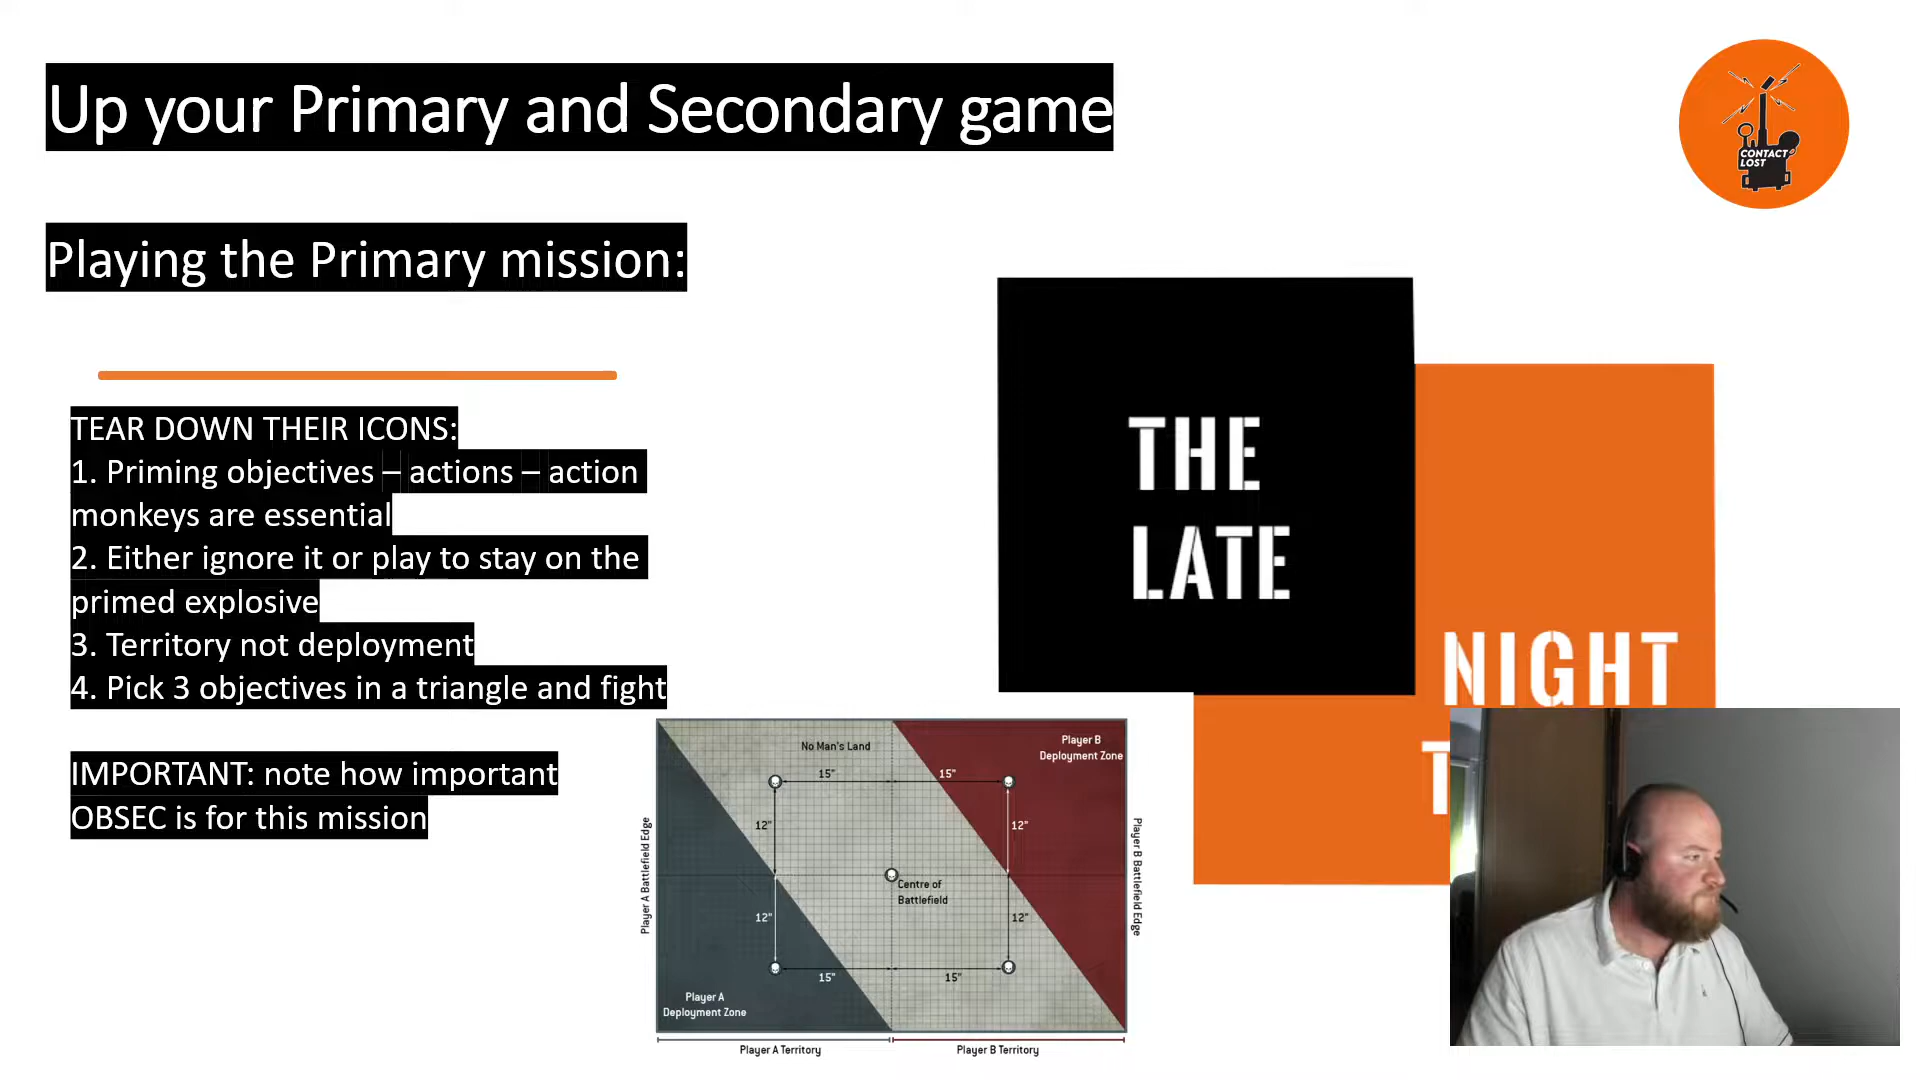 Up your Primary and Secondary game
CONTACT
LOST
Playing the Primary mission:
TEAR DOWN THEIR ICONS:
1. Priming objectives – actions – action
monkeys are essential
2. Either ignore it or play to stay on the
primed explosive
3. Territory not deployment
4. Pick 3 objectives in a triangle and fight
IMPORTANT: note how important
OBSEC is for this mission
THE
LATE
NIGHT
T
No Man's Land
Player B
Deployment Zone
15"
15"
12"
12"
Centre of
Battlefield
12"
12"
15"
15"
Player A
Deployment Zone
Player A Battlefield Edge
Player B Battlefield Edge
Player A Territory
Player B Territory